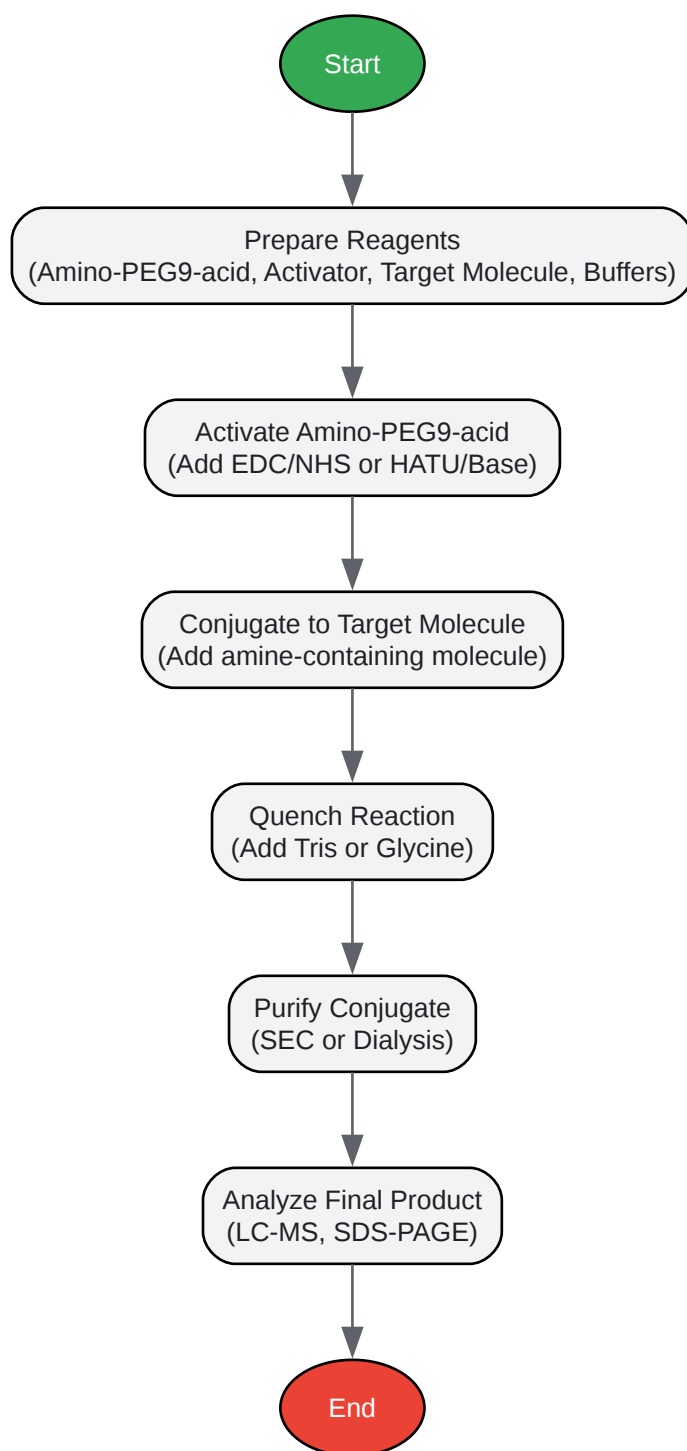 Start
Prepare Reagents
(Amino-PEG9-acid, Activator, Target Molecule, Buffers)
Activate Amino-PEG9-acid
(Add EDC/NHS or HATU/Base)
Conjugate to Target Molecule
(Add amine-containing molecule)
Quench Reaction
(Add Tris or Glycine)
Purify Conjugate
(SEC or Dialysis)
Analyze Final Product
(LC-MS, SDS-PAGE)
End